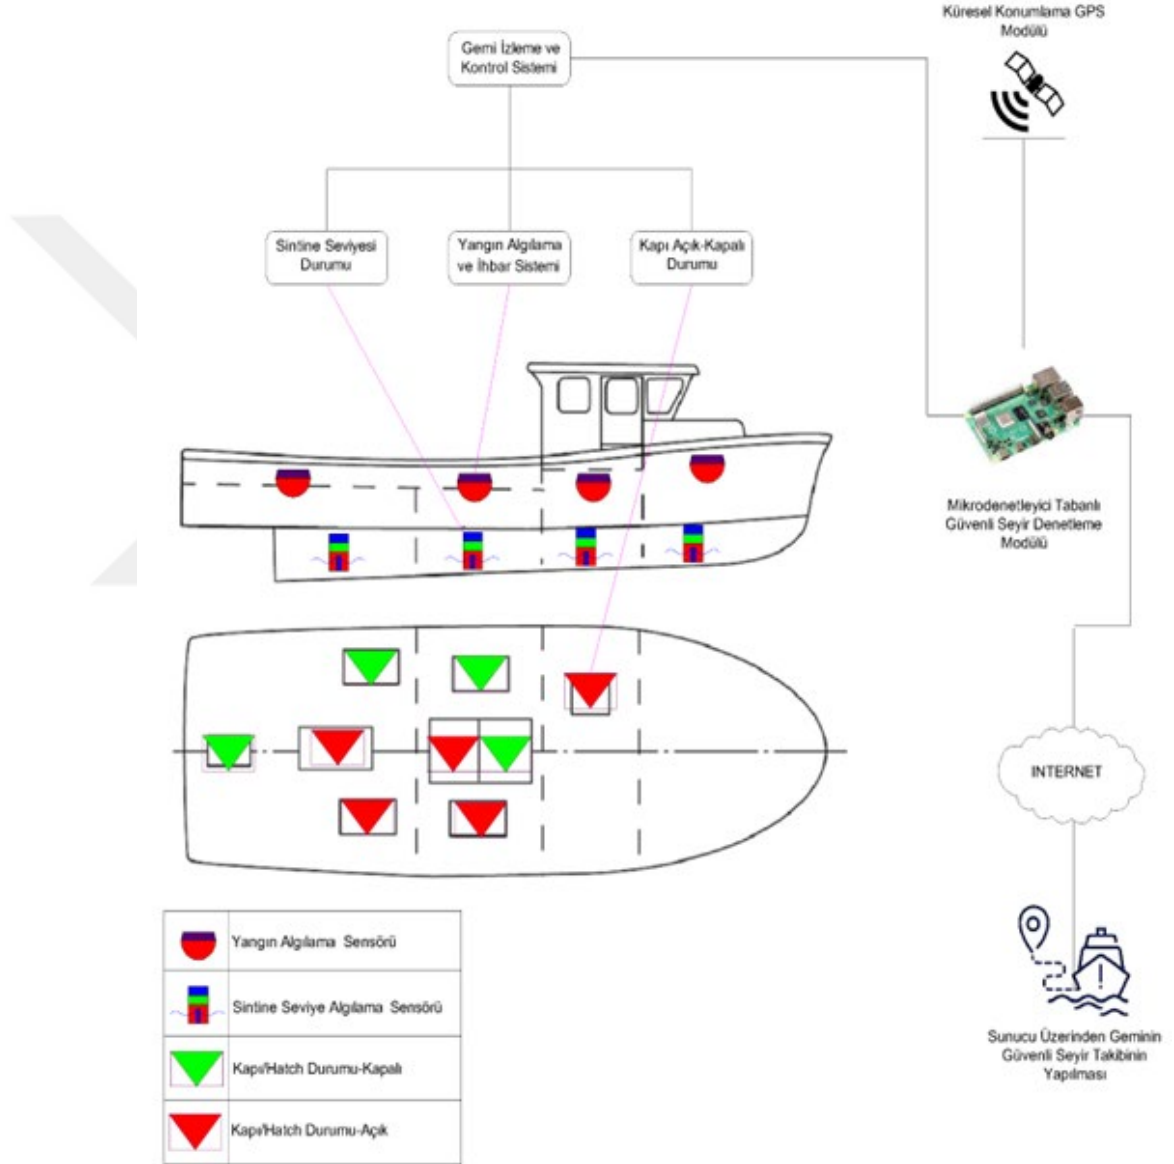 Küresel Konumlama GPS
Modülü
Gemi İzleme ve
Kontrol Sistemi
Sintine Seviyesi
Durumu
Yangın Algılama
ve İhbar Sistemi
Kapı Açık-Kapalı
Durumu
Mikrodenetleyici Tabanlı
Güvenli Seyir Denetleme
Modülü
INTERNET
Sunucu Üzerinden Geminin
Güvenli Seyir Takibinin
Yapılması
Yangın Algılama Sensörü
Sintine Seviye Algılama Sensörü
Kapı/Hatch Durumu-Kapalı
Kapı/Hatch Durumu-Açık